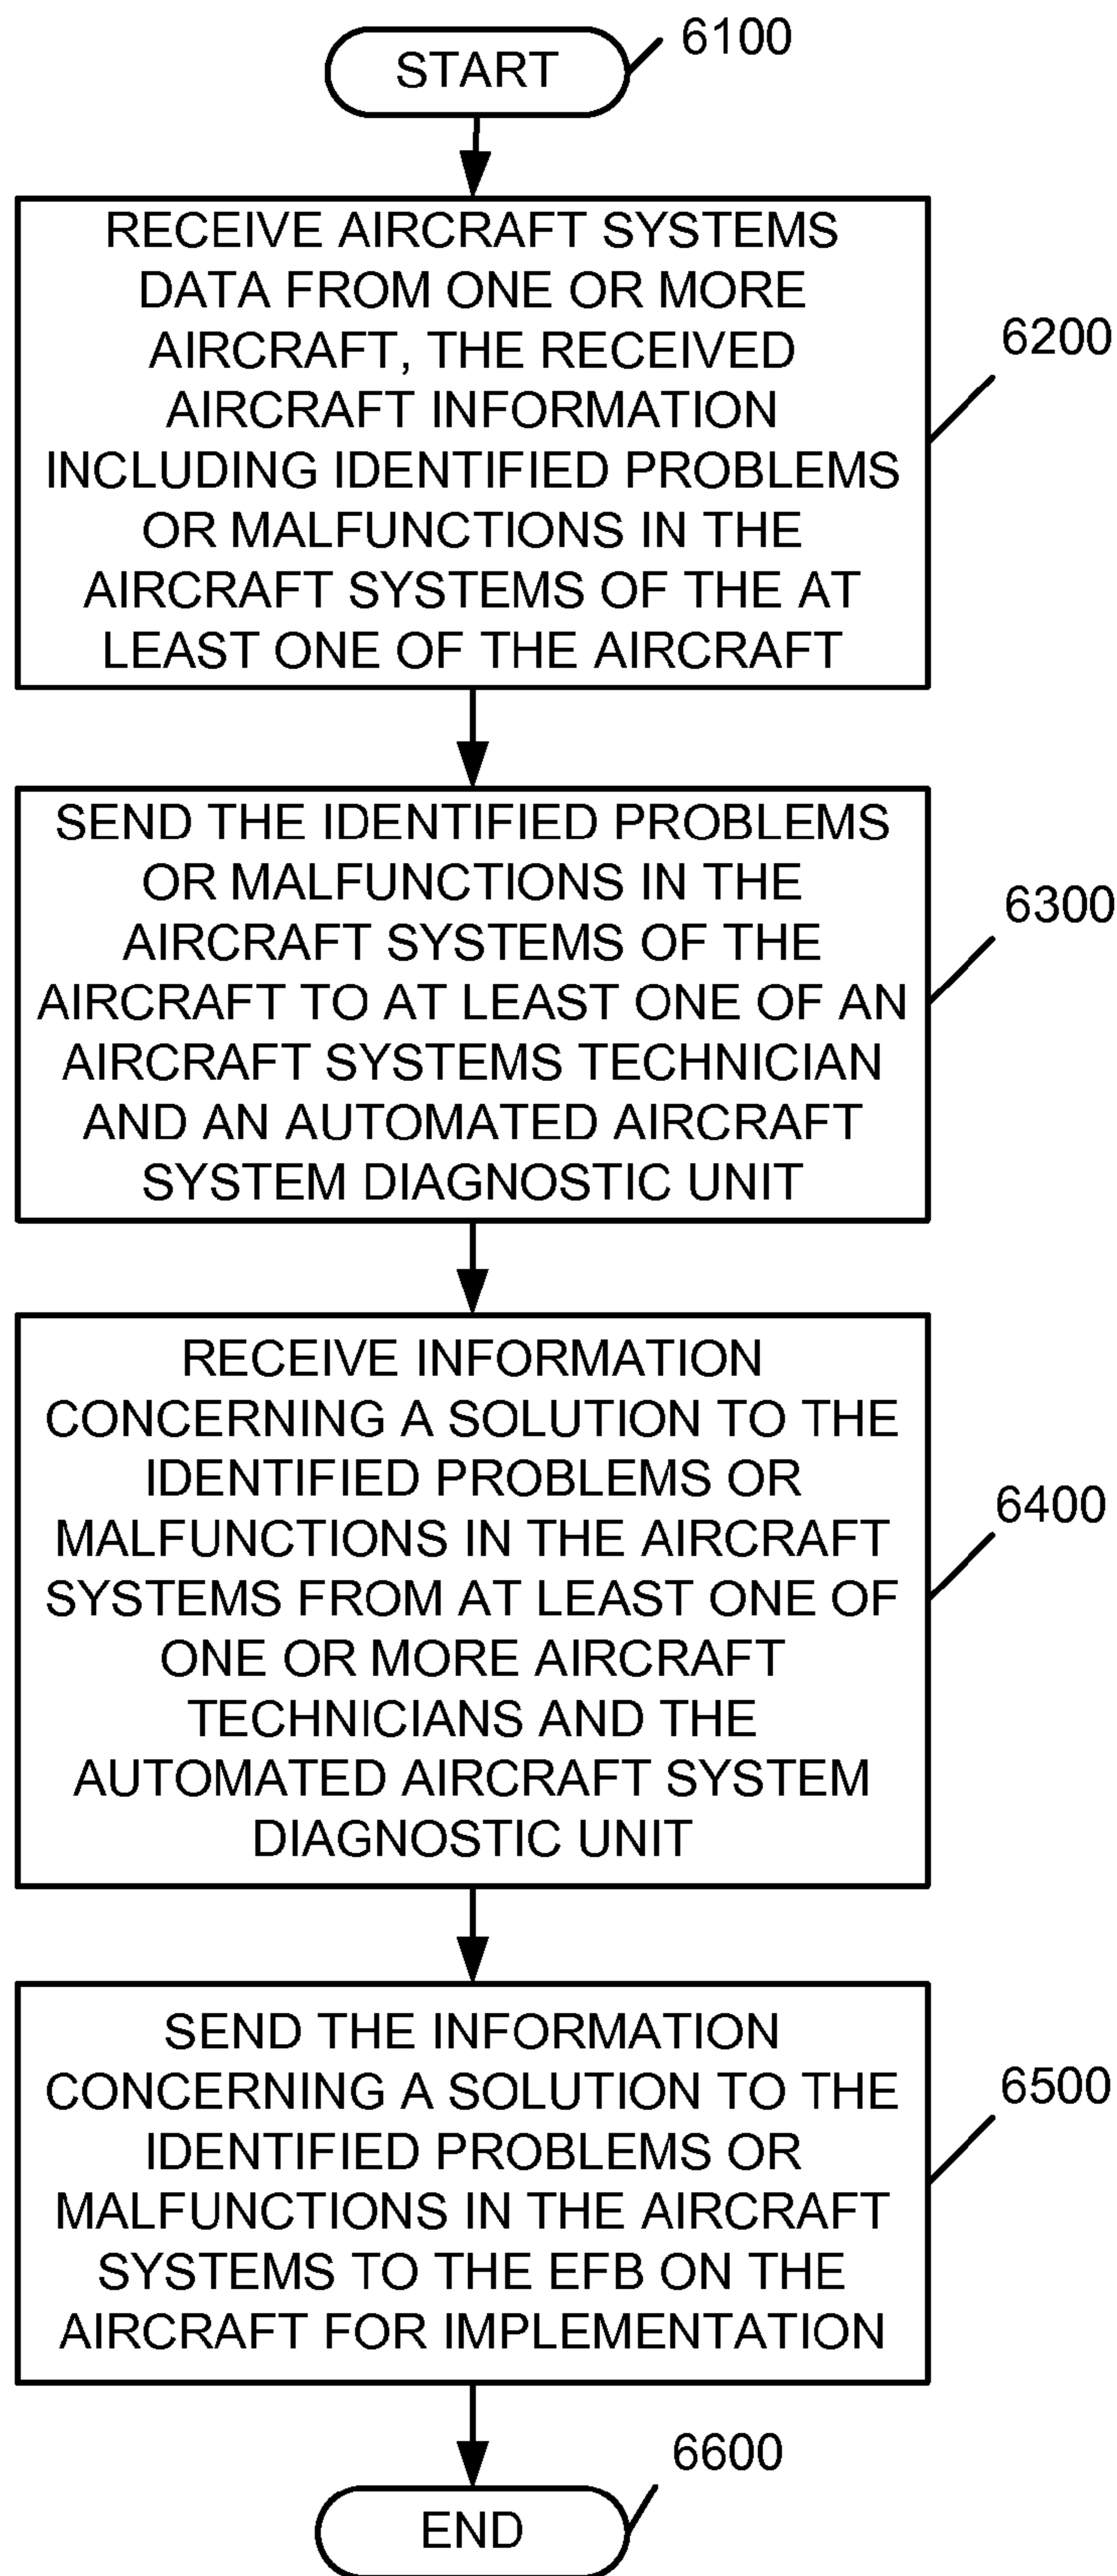 START
6100
RECEIVE AIRCRAFT SYSTEMS
DATA FROM ONE OR MORE
AIRCRAFT, THE RECEIVED
AIRCRAFT INFORMATION
INCLUDING IDENTIFIED PROBLEMS
OR MALFUNCTIONS IN THE
AIRCRAFT SYSTEMS OF THE AT
LEAST ONE OF THE AIRCRAFT
6200
SEND THE IDENTIFIED PROBLEMS
OR MALFUNCTIONS IN THE
AIRCRAFT SYSTEMS OF THE
AIRCRAFT TO AT LEAST ONE OF AN
AIRCRAFT SYSTEMS TECHNICIAN
AND AN AUTOMATED AIRCRAFT
SYSTEM DIAGNOSTIC UNIT
6300
RECEIVE INFORMATION
CONCERNING A SOLUTION TO THE
IDENTIFIED PROBLEMS OR
MALFUNCTIONS IN THE AIRCRAFT
SYSTEMS FROM AT LEAST ONE OF
ONE OR MORE AIRCRAFT
TECHNICIANS AND THE
AUTOMATED AIRCRAFT SYSTEM
DIAGNOSTIC UNIT
6400
SEND THE INFORMATION
CONCERNING A SOLUTION TO THE
IDENTIFIED PROBLEMS OR
MALFUNCTIONS IN THE AIRCRAFT
SYSTEMS TO THE EFB ON THE
AIRCRAFT FOR IMPLEMENTATION
6500
END
6600